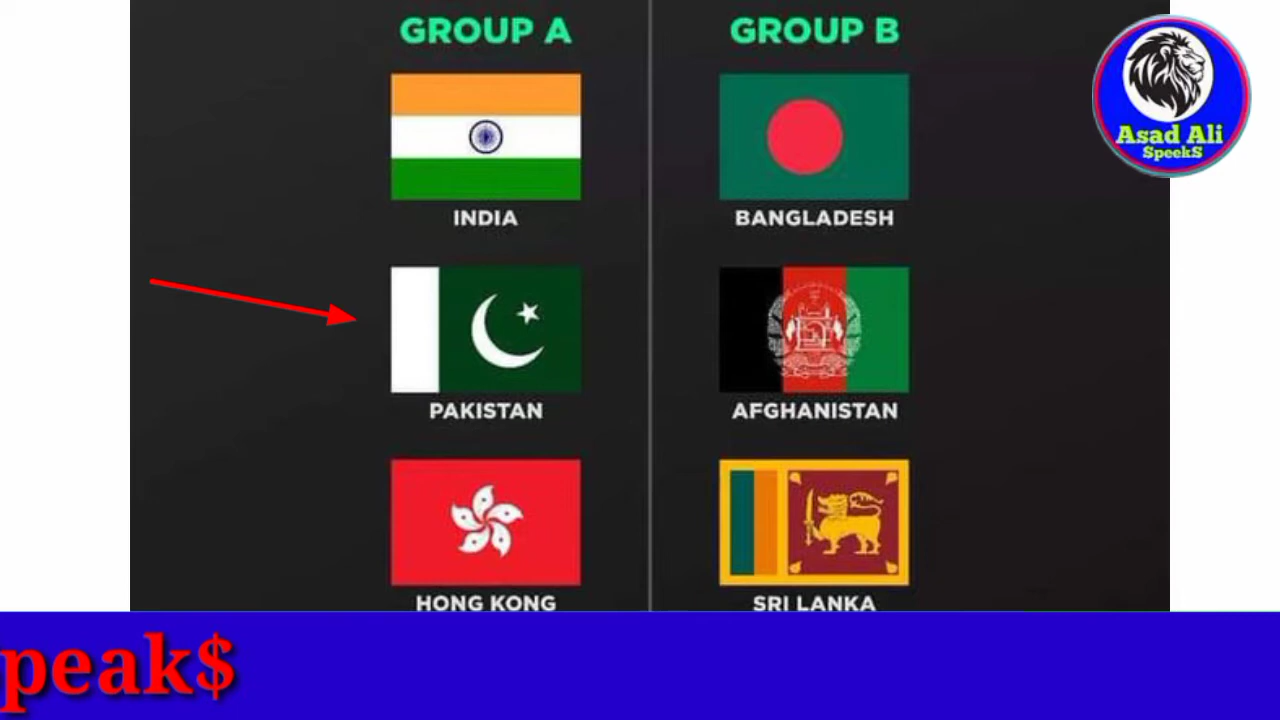 GROUP A
GROUP B
INDIA
BANGLADESH
PAKISTAN
AFGHANISTAN
HONG KONG
SRI LANKA
Asad Ali
SpeekS
peak$